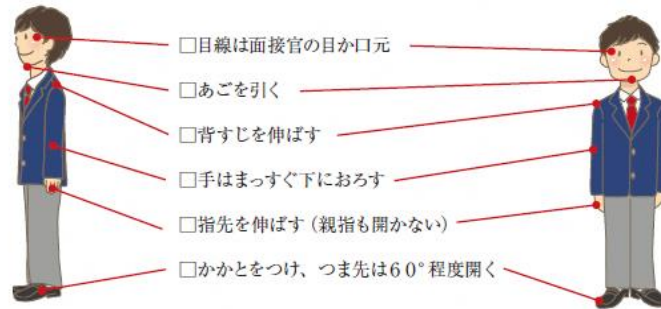 □目線は面接官の目か口元
□あごを引く
□背すじを伸ばす
□手はまっすぐ下におろす
□指先を伸ばす(親指も開かない)
□かかとをつけ、つま先は60°程度開く